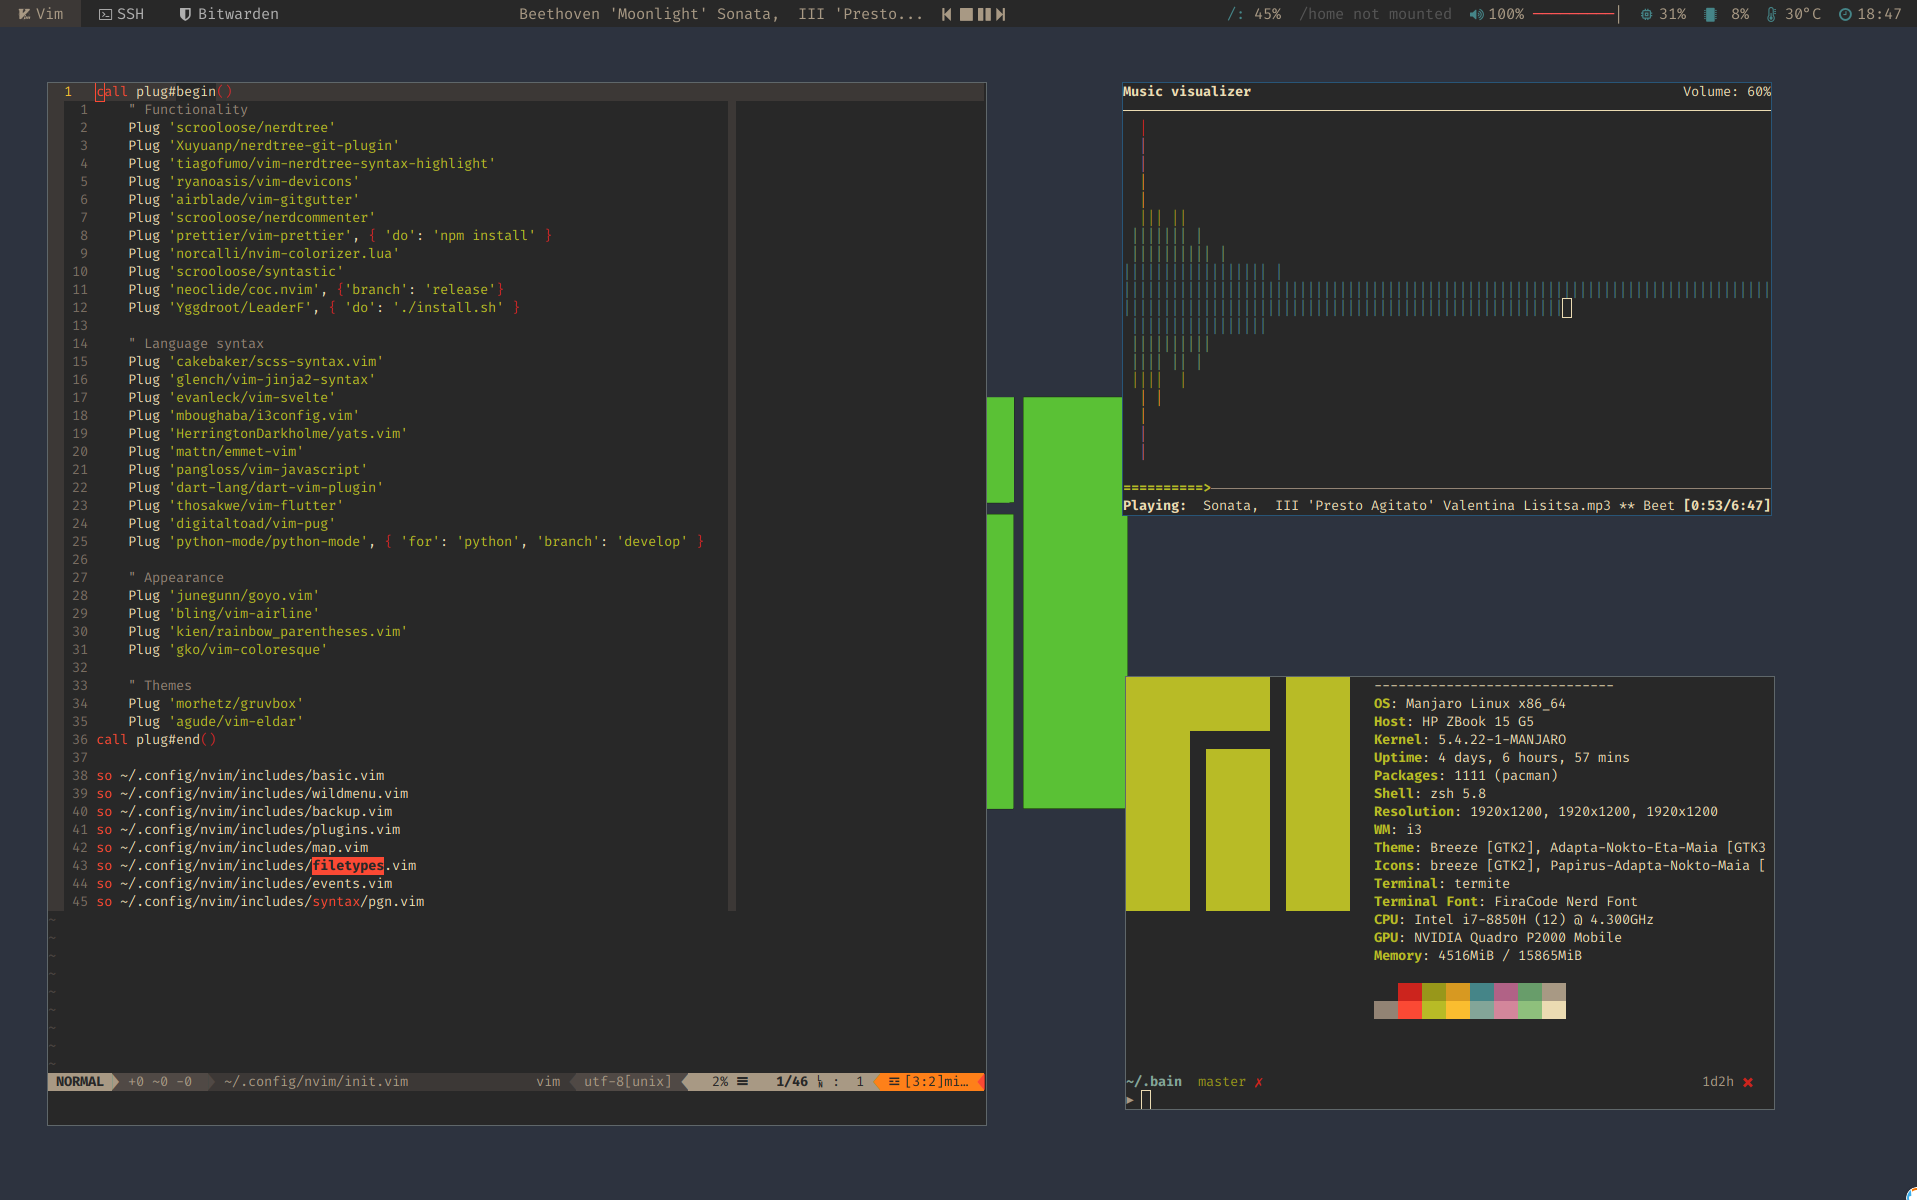 Vim SSH Bitwarden Beethoven 'Moonlight' Sonata, III 'Presto... /: 45% /home not mounted 100% 31% 8% 30°C 18:47
1 call plug#begin()
1 " Functionality
2 Plug 'scrooloose/nerdtree'
3 Plug 'Xuyuanp/nerdtree-git-plugin'
4 Plug 'tiagofumo/vim-nerdtree-syntax-highlight'
5 Plug 'ryanoasis/vim-devicons'
6 Plug 'airblade/vim-gitgutter'
7 Plug 'scrooloose/nerdcommenter'
8 Plug 'prettier/vim-prettier', { 'do': 'npm install' }
9 Plug 'norcalli/nvim-colorizer.lua'
10 Plug 'scrooloose/syntastic'
11 Plug 'neoclide/coc.nvim', {'branch': 'release'}
12 Plug 'Yggdroot/LeaderF', { 'do': './install.sh' }
13
14 " Language syntax
15 Plug 'cakebaker/scss-syntax.vim'
16 Plug 'glench/vim-jinja2-syntax'
17 Plug 'evanleck/vim-svelte'
18 Plug 'mboughaba/i3config.vim'
19 Plug 'HerringtonDarkholme/yats.vim'
20 Plug 'mattn/emmet-vim'
21 Plug 'pangloss/vim-javascript'
22 Plug 'dart-lang/dart-vim-plugin'
23 Plug 'thosakwe/vim-flutter'
24 Plug 'digitaltoad/vim-pug'
25 Plug 'python-mode/python-mode', { 'for': 'python', 'branch': 'develop' }
26
27 " Appearance
28 Plug 'junegunn/goyo.vim'
29 Plug 'bling/vim-airline'
30 Plug 'kien/rainbow_parentheses.vim'
31 Plug 'gko/vim-coloresque'
32
33 " Themes
34 Plug 'morhetz/gruvbox'
35 Plug 'agude/vim-eldar'
36 call plug#end()
37
38 so ~/.config/nvim/includes/basic.vim
39 so ~/.config/nvim/includes/wildmenu.vim
40 so ~/.config/nvim/includes/backup.vim
41 so ~/.config/nvim/includes/plugins.vim
42 so ~/.config/nvim/includes/map.vim
43 so ~/.config/nvim/includes/filetypes.vim
44 so ~/.config/nvim/includes/events.vim
45 so ~/.config/nvim/includes/syntax/pgn.vim
~
~
~
~
~
~
~
~
~
NORMAL +0 ~0 -0 ~/.config/nvim/init.vim vim utf-8[unix] 2% 1/46 : 1 [3:2]mi…
Music visualizer Volume: 60%
==========>
Playing: Sonata, III 'Presto Agitato' Valentina Lisitsa.mp3 ** Beet [0:53/6:47]
------------------------------
OS: Manjaro Linux x86_64
Host: HP ZBook 15 G5
Kernel: 5.4.22-1-MANJARO
Uptime: 4 days, 6 hours, 57 mins
Packages: 1111 (pacman)
Shell: zsh 5.8
Resolution: 1920x1200, 1920x1200, 1920x1200
WM: i3
Theme: Breeze [GTK2], Adapta-Nokto-Eta-Maia [GTK3
Icons: breeze [GTK2], Papirus-Adapta-Nokto-Maia [
Terminal: termite
Terminal Font: FiraCode Nerd Font
CPU: Intel i7-8850H (12) @ 4.300GHz
GPU: NVIDIA Quadro P2000 Mobile
Memory: 4516MiB / 15865MiB
~/.bain master ✗ 1d2h ✖
▶